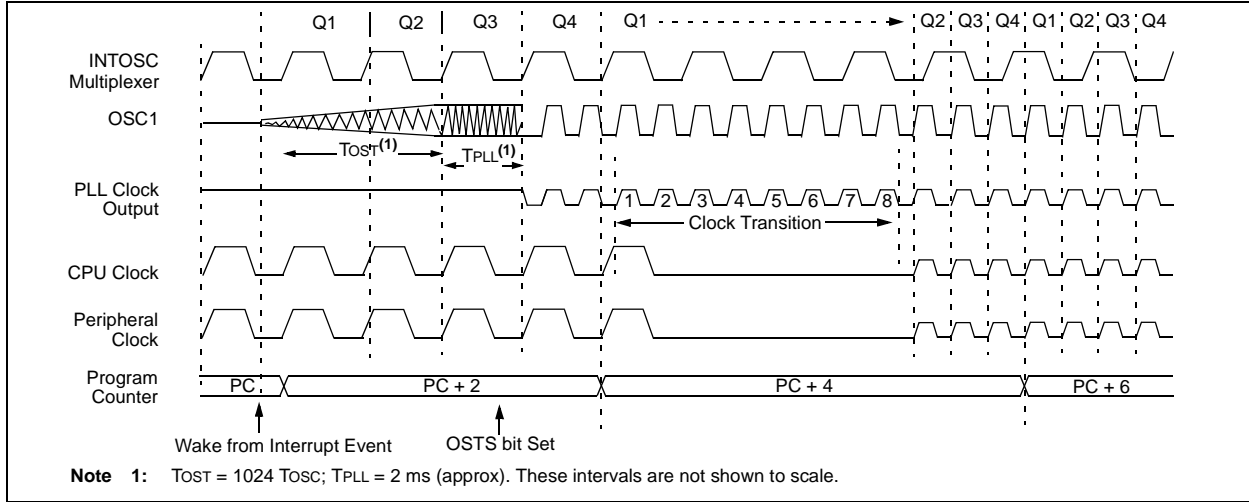 Q1 Q2 Q3 Q4 Q1 Q2 Q3 Q4 Q1 Q2 Q3 Q4
INTOSC
Multiplexer
OSC1
TOST(1) TPLL(1)
PLL Clock
Output
1 2 3 4 5 6 7 8
Clock Transition
CPU Clock
Peripheral
Clock
Program
Counter
PC PC + 2 PC + 4 PC + 6
Wake from Interrupt Event OSTS bit Set
Note 1: TOST = 1024 TOSC; TPLL = 2 ms (approx). These intervals are not shown to scale.